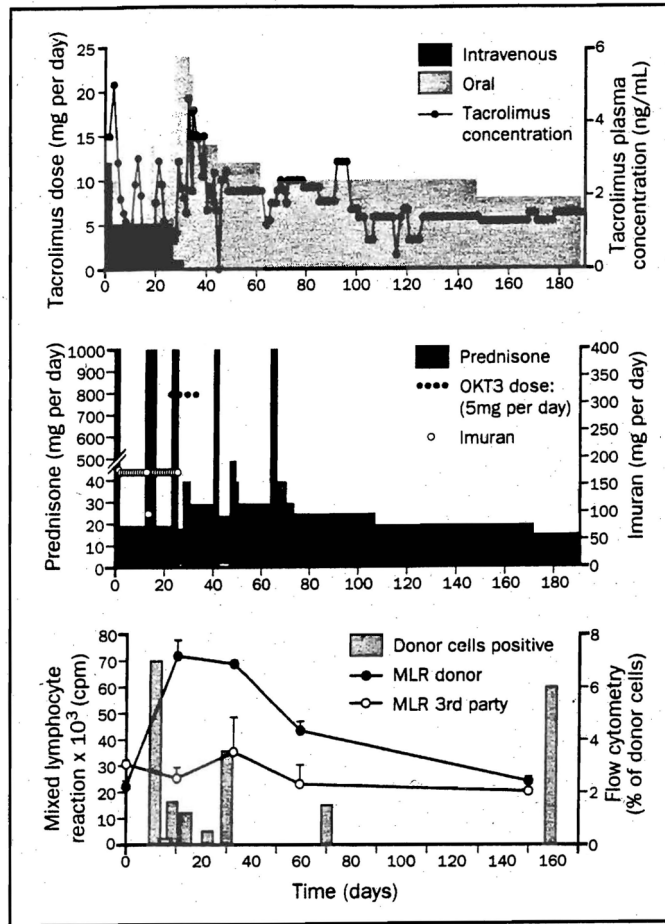 Tacrolimus dose (mg per day)
25
20
15
10
5
0
Intravenous
Oral
Tacrolimus
concentration
6
4
2
0
Tacrolimus plasma
concentration (ng/mL)
0 20 40 60 80 100 120 140 160 180
Prednisone (mg per day)
1000
900
800
700
600
500
40
30
20
10
0
Prednisone
OKT3 dose:
(5mg per day)
Imuran
400
350
300
250
200
150
100
50
0
Imuran (mg per day)
0 20 40 60 80 100 120 140 160 180
Mixed lymphocyte
reaction x 10³ (cpm)
80
70
60
50
40
30
20
10
0
Donor cells positive
MLR donor
MLR 3rd party
8
6
4
2
0
Flow cytometry
(% of donor cells)
0 20 40 60 80 100 120 140 160
Time (days)